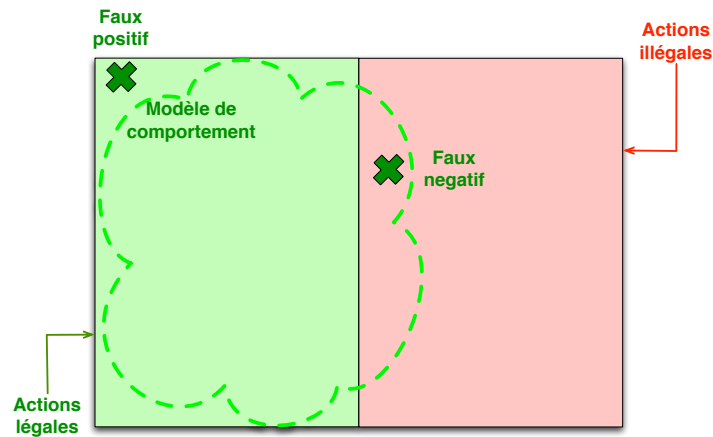 Faux
positif
Actions
illégales
Modèle de
comportement
Faux
negatif
Actions
légales